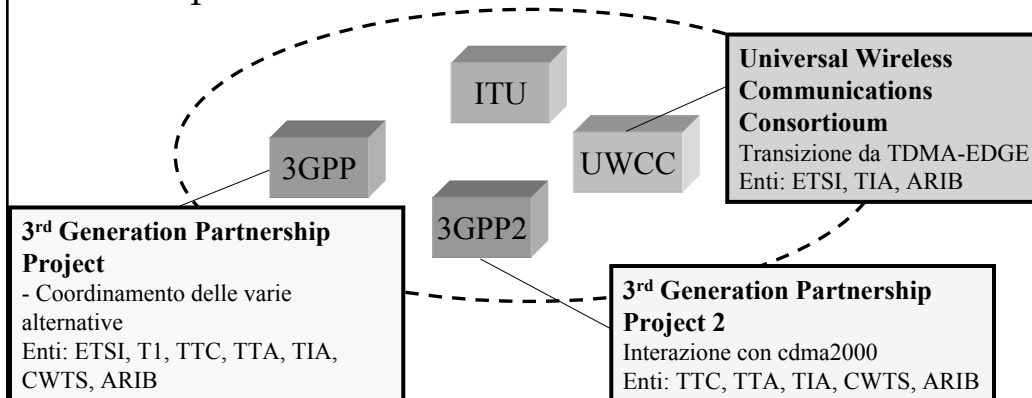 ITU
3GPP
UWCC
3GPP2
Universal Wireless
Communications
Consortioum
Transizione da TDMA-EDGE
Enti: ETSI, TIA, ARIB
3rd Generation Partnership
Project
- Coordinamento delle varie
alternative
Enti: ETSI, T1, TTC, TTA, TIA,
CWTS, ARIB
3rd Generation Partnership
Project 2
Interazione con cdma2000
Enti: TTC, TTA, TIA, CWTS, ARIB